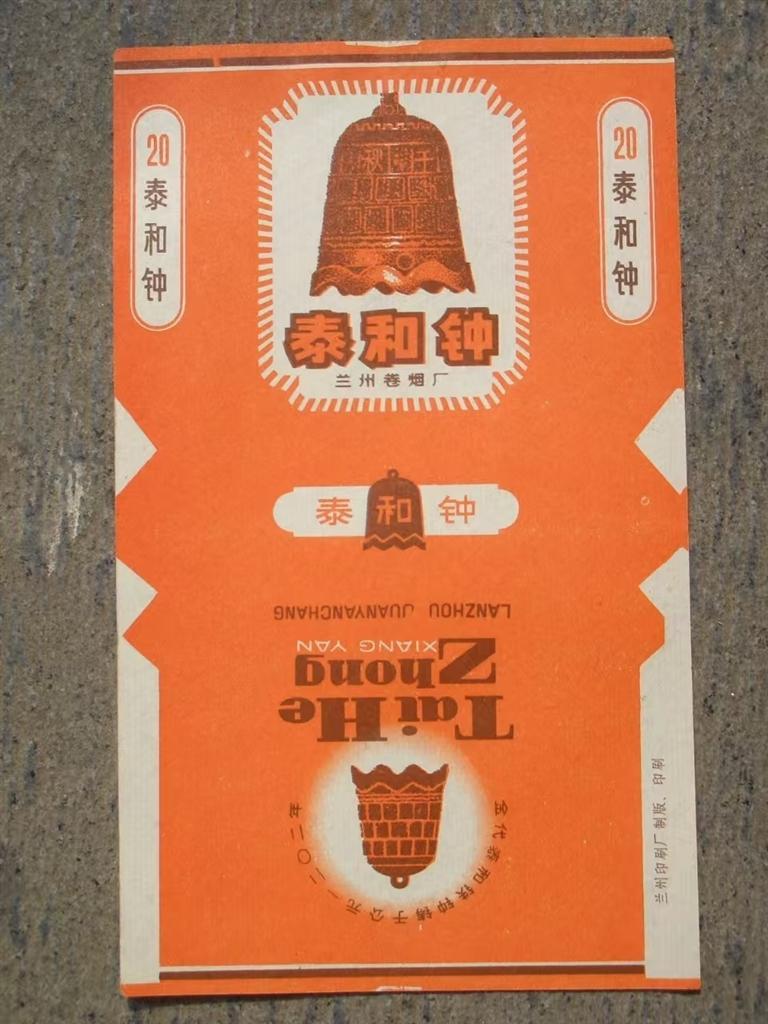 20 泰和钟
20 泰和钟
泰和钟
兰州卷烟厂
泰和钟
LANZHOU JUANYANCHANG
XIANG YAN
Tai He
Zhong
金代泰和铁钟铸于公元一二〇二年
兰州印刷厂制版、印刷